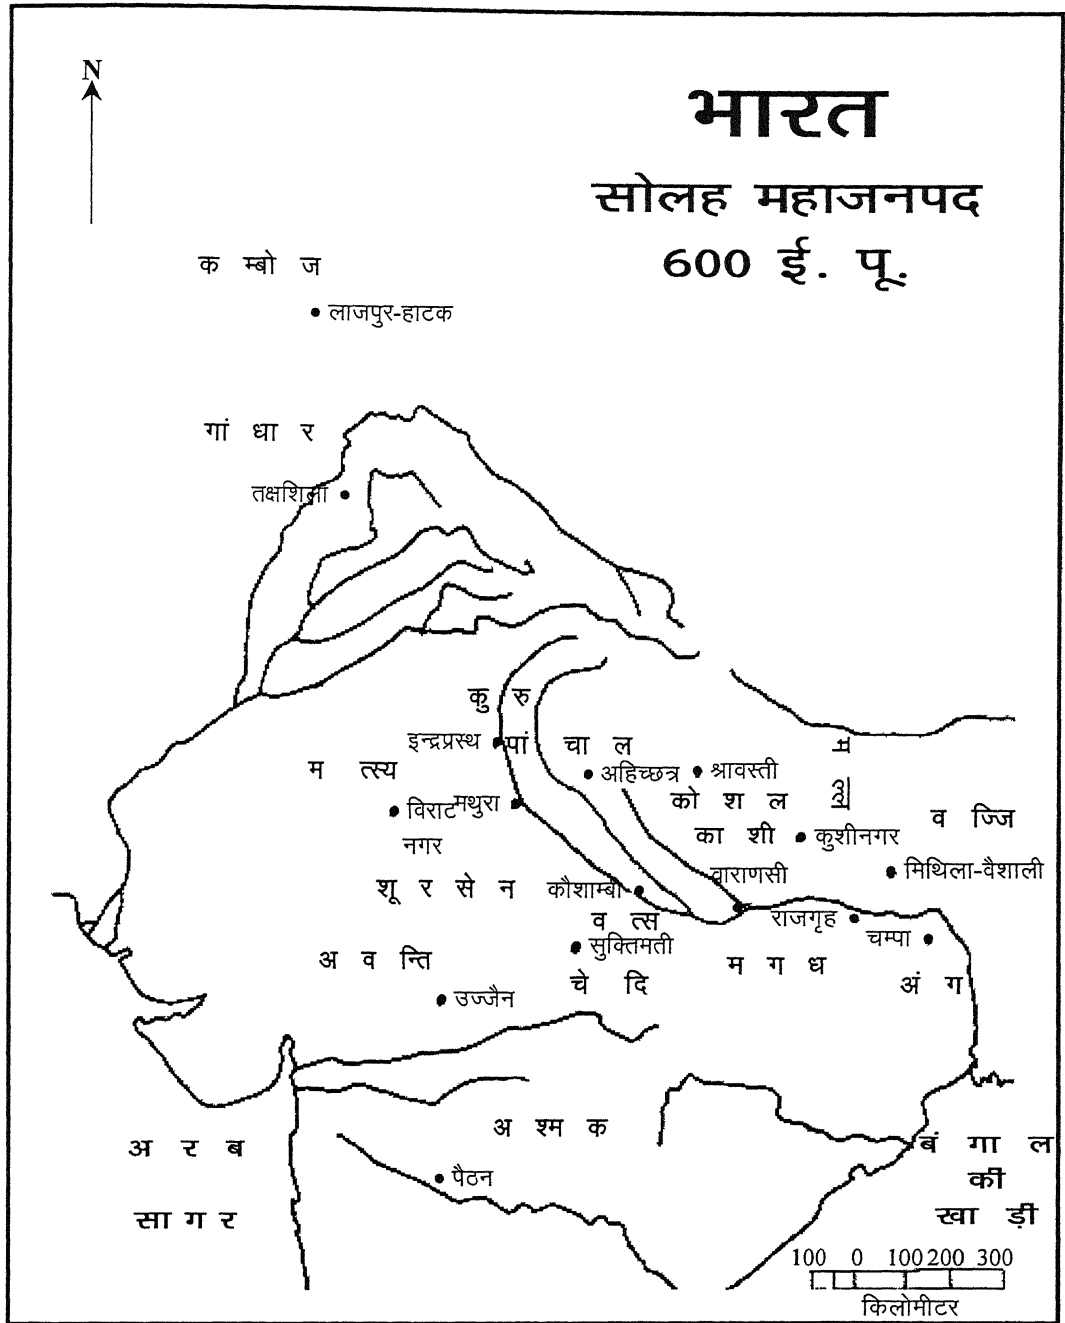 N
भारत
सोलह महाजनपद
600 ई. पू.
कम्बोज
लाजपुर-हाटक
गांधार
तक्षशिला
कुरु
इन्द्रप्रस्थ
पांचाल
मत्स्य
अहिच्छत्र
श्रावस्ती
मल्ल
विराट
नगर
मथुरा
कोशल
काशी
कुशीनगर
वज्जि
मिथिला-वैशाली
शूरसेन
कौशाम्बी
वाराणसी
वत्स
राजगृह
चम्पा
अवन्ति
सुक्तिमती
मगध
चेदि
अंग
उज्जैन
अश्मक
अरब
सागर
पैठन
बंगाल
की
खाड़ी
100 0 100 200 300
किलोमीटर